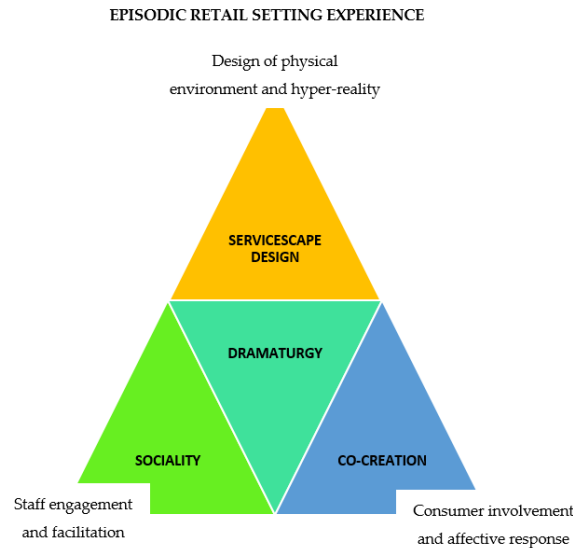 EPISODIC RETAIL SETTING EXPERIENCE
Design of physical
environment and hyper-reality
SERVICESCAPE
DESIGN
DRAMATURGY
SOCIALITY
CO-CREATION
Staff engagement
and facilitation
Consumer involvement
and affective response